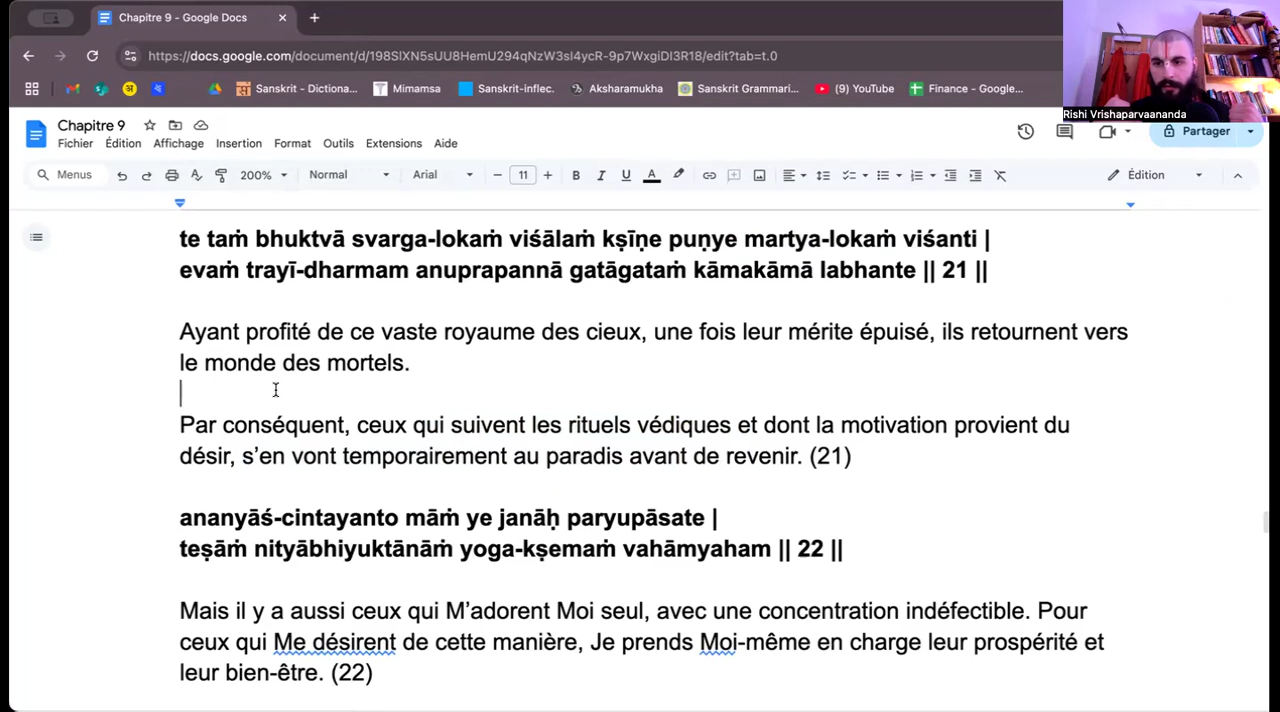 Chapitre 9 - Google Docs
https://docs.google.com/document/d/198SlXN5sUU8HemU294qNzW3sl4ycR-9p7WxgiDl3R18/edit?tab=t.0
Sanskrit - Dictiona...
Mimamsa
Sanskrit-inflec.
Aksharamukha
Sanskrit Grammari...
(9) YouTube
Finance - Google...
Rishi Vrishaparvaananda
Chapitre 9
Partager
Fichier Édition Affichage Insertion Format Outils Extensions Aide
Menus 200% Normal Arial 11 B I U A Édition
te taṁ bhuktvā svarga-lokaṁ viśālaṁ kṣīṇe puṇye martya-lokaṁ viśanti |
evaṁ trayī-dharmam anuprapannā gatāgataṁ kāmakāmā labhante || 21 ||
Ayant profité de ce vaste royaume des cieux, une fois leur mérite épuisé, ils retournent vers
le monde des mortels.
Par conséquent, ceux qui suivent les rituels védiques et dont la motivation provient du
désir, s’en vont temporairement au paradis avant de revenir. (21)
ananyāś-cintayanto māṁ ye janāḥ paryupāsate |
teṣāṁ nityābhiyuktānāṁ yoga-kṣemaṁ vahāmyaham || 22 ||
Mais il y a aussi ceux qui M’adorent Moi seul, avec une concentration indéfectible. Pour
ceux qui Me désirent de cette manière, Je prends Moi-même en charge leur prospérité et
leur bien-être. (22)